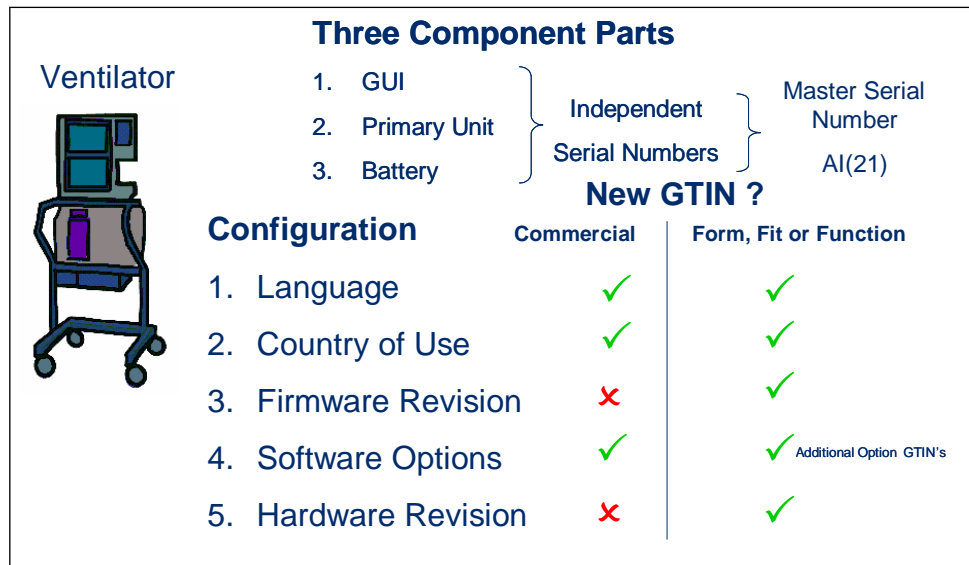 Three Component Parts
Ventilator
1. GUI
2. Primary Unit
3. Battery
Independent
Serial Numbers
Master Serial
Number
AI(21)
New GTIN ?
Configuration
Commercial
Form, Fit or Function
1. Language
2. Country of Use
3. Firmware Revision
4. Software Options
Additional Option GTIN's
5. Hardware Revision